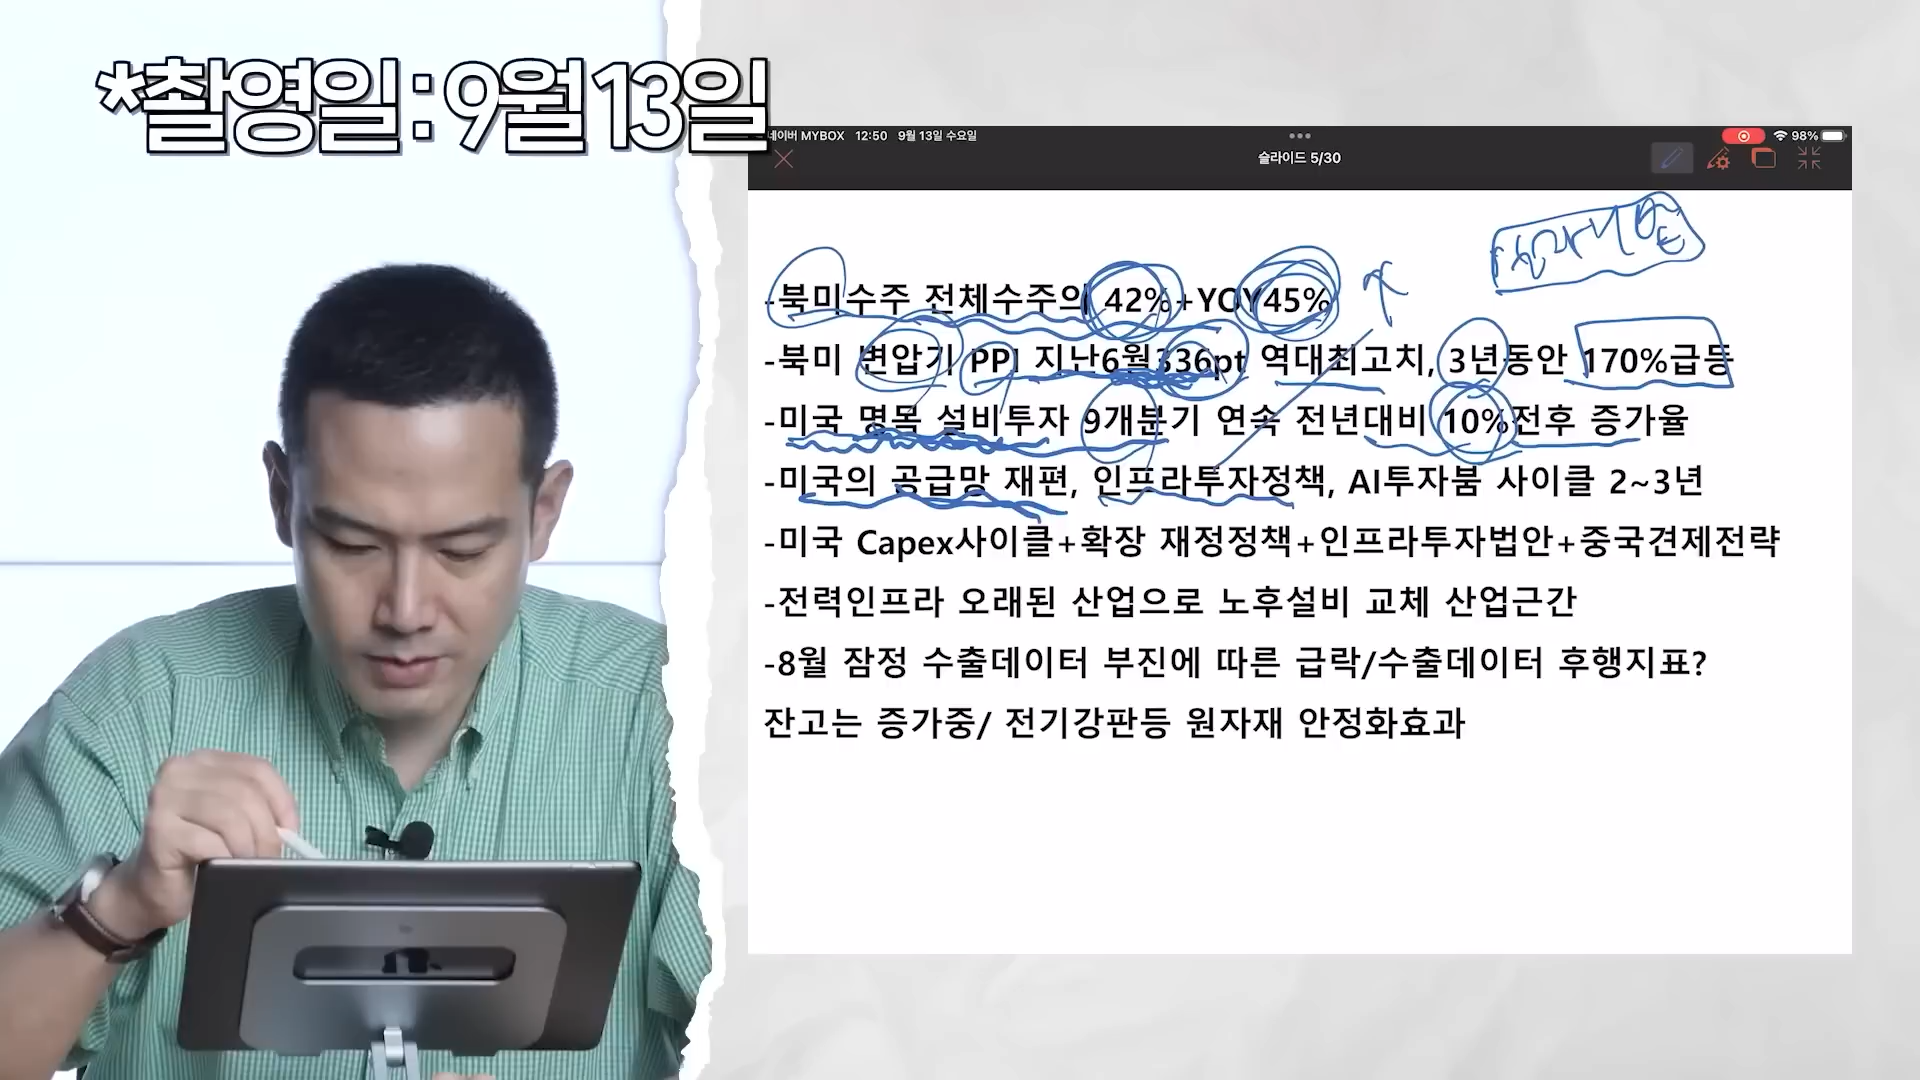 *촬영일:9월13일
네이버 MYBOX 12:50 9월 13일 수요일
98%
슬라이드 5/30
-북미수주 전체수주의 42%+YOY45%
-북미 변압기 PPI 지난6월336pt 역대최고치, 3년동안 170%급등
-미국 명목 설비투자 9개분기 연속 전년대비 10%전후 증가율
-미국의 공급망 재편, 인프라투자정책, AI투자붐 사이클 2~3년
-미국 Capex사이클+확장 재정정책+인프라투자법안+중국견제전략
-전력인프라 오래된 산업으로 노후설비 교체 산업근간
-8월 잠정 수출데이터 부진에 따른 급락/수출데이터 후행지표?
잔고는 증가중/ 전기강판등 원자재 안정화효과